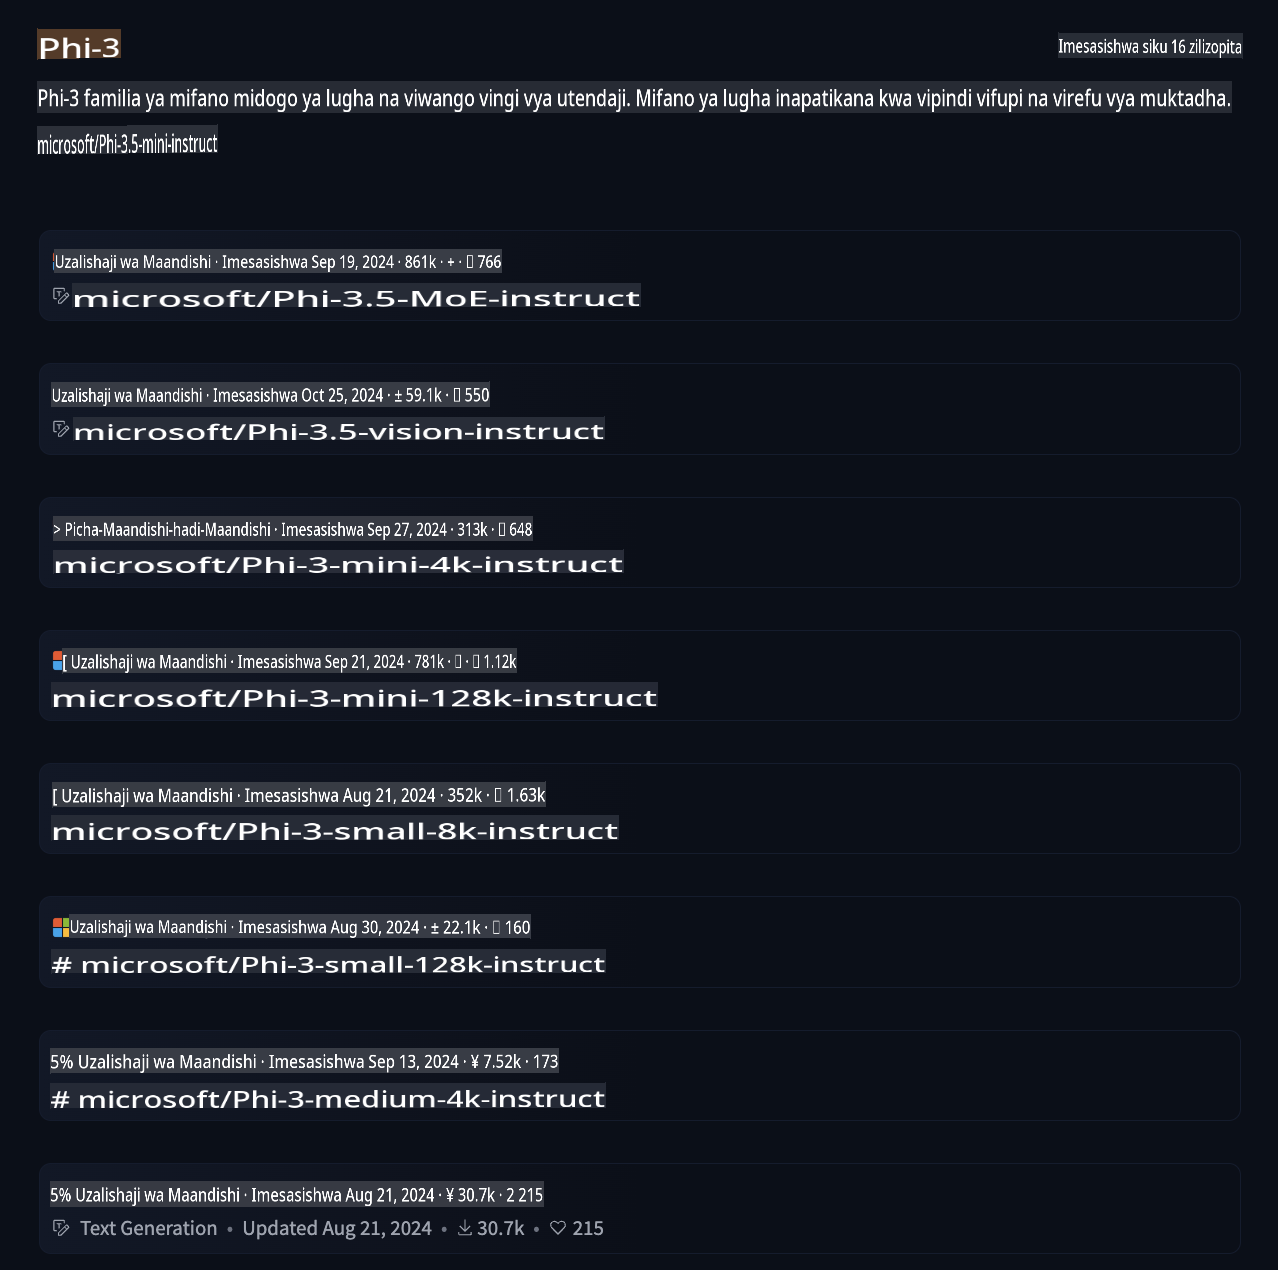 Phi-3
Imesasishwa siku 16 zilizopita
Phi-3 familia ya mifano midogo ya lugha na viwango vingi vya utendaji. Mifano ya lugha inapatikana kwa vipindi vifupi na virefu vya muktadha.
microsoft/Phi-3.5-mini-instruct
Uzalishaji wa Maandishi · Imesasishwa Sep 19, 2024 · 861k · + · 766
microsoft/Phi-3.5-MoE-instruct
Uzalishaji wa Maandishi · Imesasishwa Oct 25, 2024 · ± 59.1k · 550
microsoft/Phi-3.5-vision-instruct
> Picha-Maandishi-hadi-Maandishi · Imesasishwa Sep 27, 2024 · 313k · 648
microsoft/Phi-3-mini-4k-instruct
[ Uzalishaji wa Maandishi · Imesasishwa Sep 21, 2024 · 781k · · 1.12k
microsoft/Phi-3-mini-128k-instruct
[ Uzalishaji wa Maandishi · Imesasishwa Aug 21, 2024 · 352k · 1.63k
microsoft/Phi-3-small-8k-instruct
Uzalishaji wa Maandishi · Imesasishwa Aug 30, 2024 · ± 22.1k · 160
# microsoft/Phi-3-small-128k-instruct
5% Uzalishaji wa Maandishi · Imesasishwa Sep 13, 2024 · ¥ 7.52k · 173
# microsoft/Phi-3-medium-4k-instruct
5% Uzalishaji wa Maandishi · Imesasishwa Aug 21, 2024 · ¥ 30.7k · 2 215
Text Generation • Updated Aug 21, 2024 • 30.7k • 215